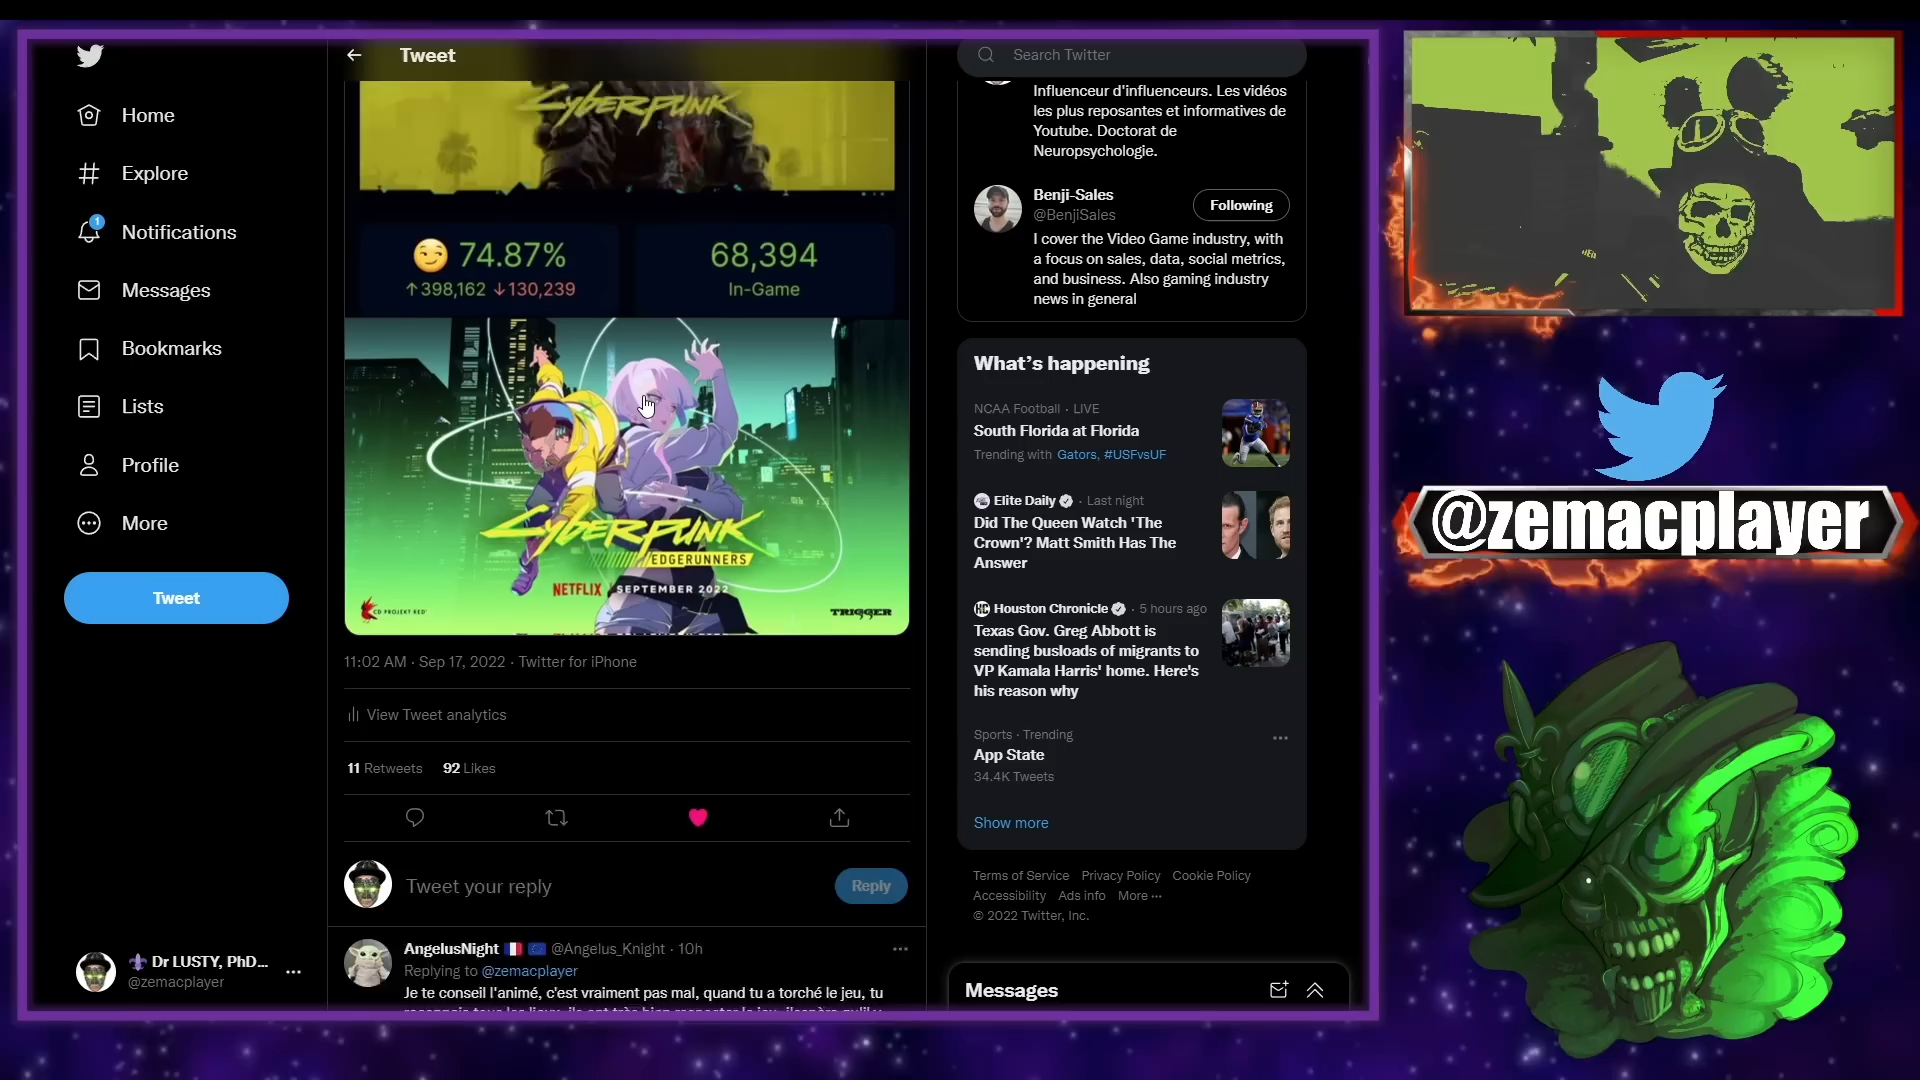 Home
Explore
1
Notifications
Messages
Bookmarks
Lists
Profile
More
Tweet
Dr LUSTY, PhD...
@zemacplayer
Tweet
CYBERPUNK
74.87%
↑398,162 ↓130,239
68,394
In-Game
CYBERPUNK
EDGERUNNERS
NETFLIX | SEPTEMBER 2022
CD PROJEKT RED
TRIGGER
11:02 AM · Sep 17, 2022 · Twitter for iPhone
View Tweet analytics
11 Retweets 92 Likes
Tweet your reply
Reply
AngelusNight @Angelus_Knight · 10h
Replying to @zemacplayer
Je te conseil l'animé, c'est vraiment pas mal, quand tu a torché le jeu, tu
Search Twitter
Influenceur d'influenceurs. Les vidéos
les plus reposantes et informatives de
Youtube. Doctorat de
Neuropsychologie.
Benji-Sales
@BenjiSales
Following
I cover the Video Game industry, with
a focus on sales, data, social metrics,
and business. Also gaming industry
news in general
What's happening
NCAA Football · LIVE
South Florida at Florida
Trending with Gators, #USFvsUF
Elite Daily · Last night
Did The Queen Watch 'The
Crown'? Matt Smith Has The
Answer
Houston Chronicle · 5 hours ago
Texas Gov. Greg Abbott is
sending busloads of migrants to
VP Kamala Harris' home. Here's
his reason why
Sports · Trending
App State
34.4K Tweets
Show more
Terms of Service Privacy Policy Cookie Policy
Accessibility Ads info More ···
© 2022 Twitter, Inc.
Messages
@zemacplayer